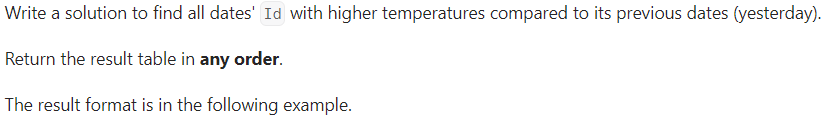 Write a solution to find all dates' Id with higher temperatures compared to its previous dates (yesterday).
Return the result table in any order.
The result format is in the following example.